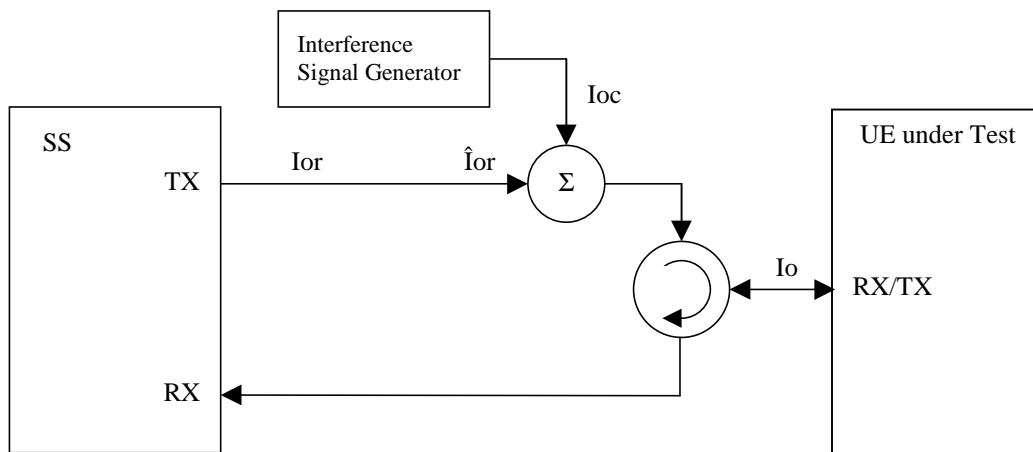 Interference
Signal Generator
Ioc
SS
UE under Test
TX
Ior
Îor
Σ
Io
RX/TX
RX